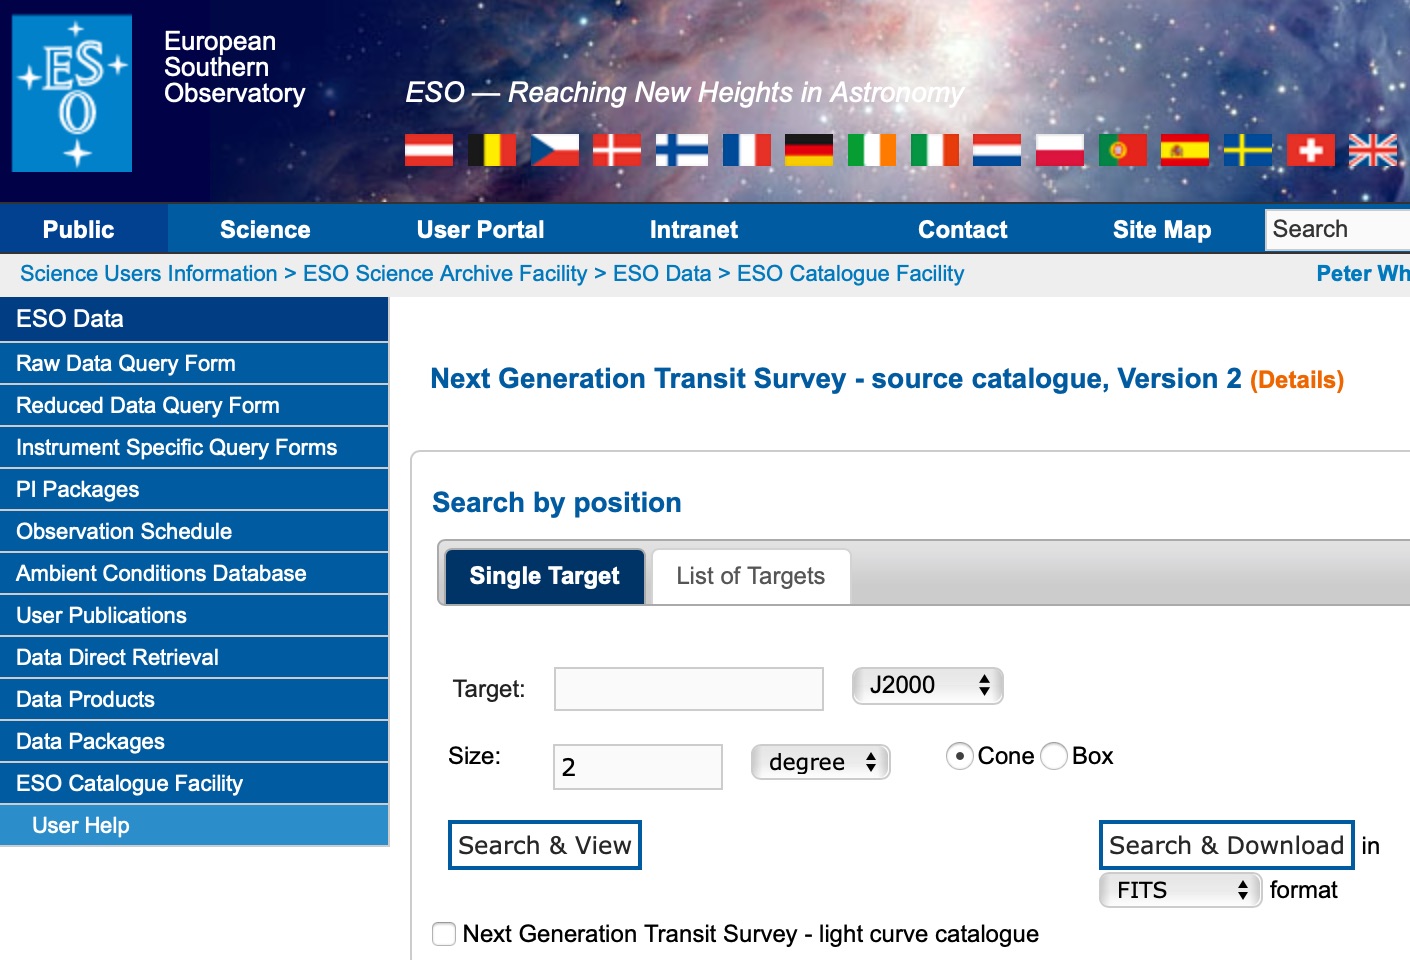 ESO
European
Southern
Observatory
ESO — Reaching New Heights in Astronomy
Public Science User Portal Intranet Contact Site Map Search
Science Users Information > ESO Science Archive Facility > ESO Data > ESO Catalogue Facility Peter Wh
ESO Data
Raw Data Query Form
Reduced Data Query Form
Instrument Specific Query Forms
PI Packages
Observation Schedule
Ambient Conditions Database
User Publications
Data Direct Retrieval
Data Products
Data Packages
ESO Catalogue Facility
User Help
Next Generation Transit Survey - source catalogue, Version 2 (Details)
Search by position
Single Target List of Targets
Target: J2000
Size: 2 degree Cone Box
Search & View Search & Download in
FITS format
Next Generation Transit Survey - light curve catalogue